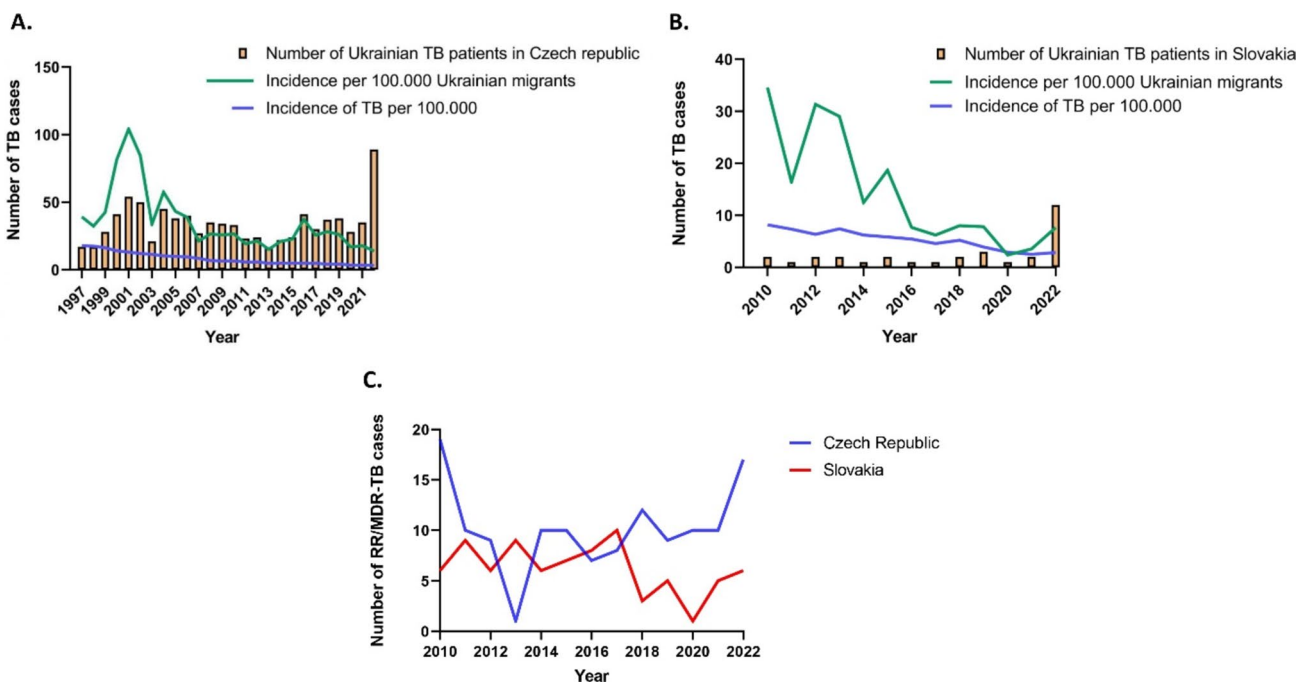 A.
Number of Ukrainian TB patients in Czech republic
Incidence per 100.000 Ukrainian migrants
Incidence of TB per 100.000
Number of TB cases
150
100
50
0
1997
1999
2001
2003
2005
2007
2009
2011
2013
2015
2017
2019
2021
Year
B.
Number of Ukrainian TB patients in Slovakia
Incidence per 100.000 Ukrainian migrants
Incidence of TB per 100.000
Number of TB cases
40
30
20
10
0
2010
2012
2014
2016
2018
2020
2022
Year
C.
Czech Republic
Slovakia
Number of RR/MDR-TB cases
20
15
10
5
0
2010
2012
2014
2016
2018
2020
2022
Year